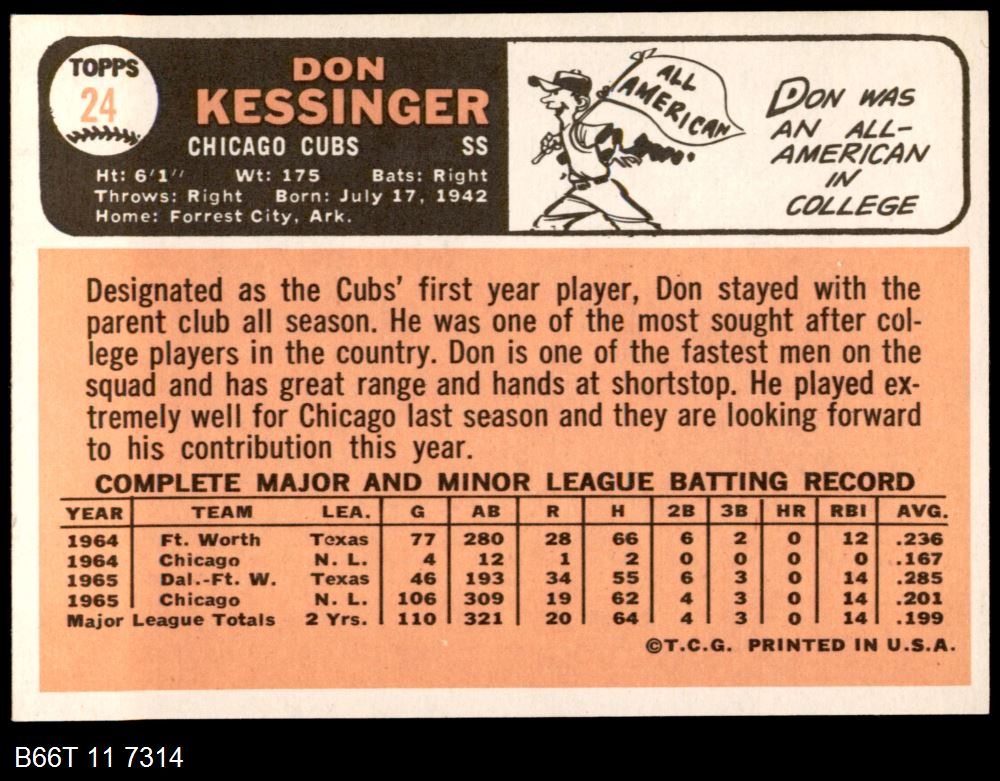 TOPPS
24
DON
KESSINGER
CHICAGO CUBS SS
Ht: 6'1" Wt: 175 Bats: Right
Throws: Right Born: July 17, 1942
Home: Forrest City, Ark.
ALL
AMERICAN
DON WAS
AN ALL-
AMERICAN
IN
COLLEGE
Designated as the Cubs' first year player, Don stayed with the
parent club all season. He was one of the most sought after col-
lege players in the country. Don is one of the fastest men on the
squad and has great range and hands at shortstop. He played ex-
tremely well for Chicago last season and they are looking forward
to his contribution this year.
COMPLETE MAJOR AND MINOR LEAGUE BATTING RECORD
YEAR TEAM LEA. G AB R H 2B 3B HR RBI AVG.
1964 Ft. Worth Texas 77 280 28 66 6 2 0 12 .236
1964 Chicago N. L. 4 12 1 2 0 0 0 0 .167
1965 Dal.-Ft. W. Texas 46 193 34 55 6 3 0 14 .285
1965 Chicago N. L. 106 309 19 62 4 3 0 14 .201
Major League Totals 2 Yrs. 110 321 20 64 4 3 0 14 .199
©T.C.G. PRINTED IN U.S.A.
B66T 11 7314